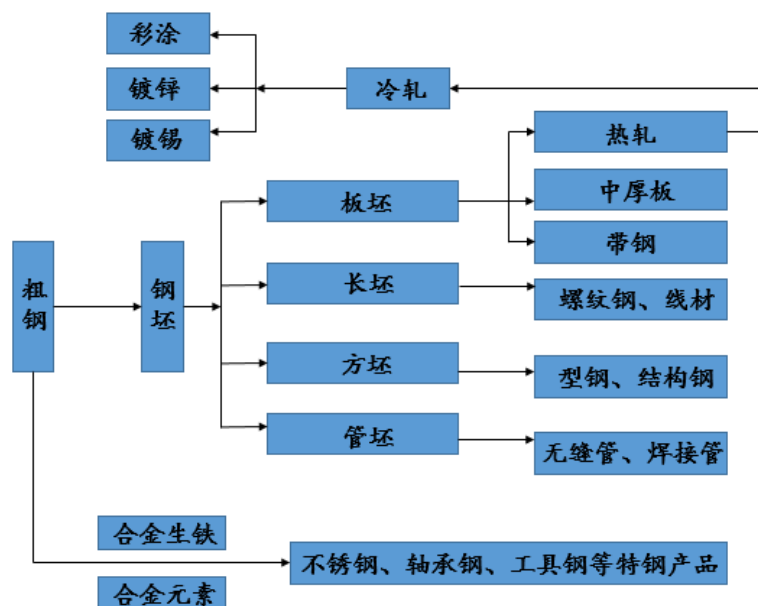 彩涂
镀锌
冷轧
镀锡
热轧
板坯
中厚板
带钢
粗钢
钢坯
长坯
螺纹钢、线材
方坯
型钢、结构钢
管坯
无缝管、焊接管
合金生铁
不锈钢、轴承钢、工具钢等特钢产品
合金元素